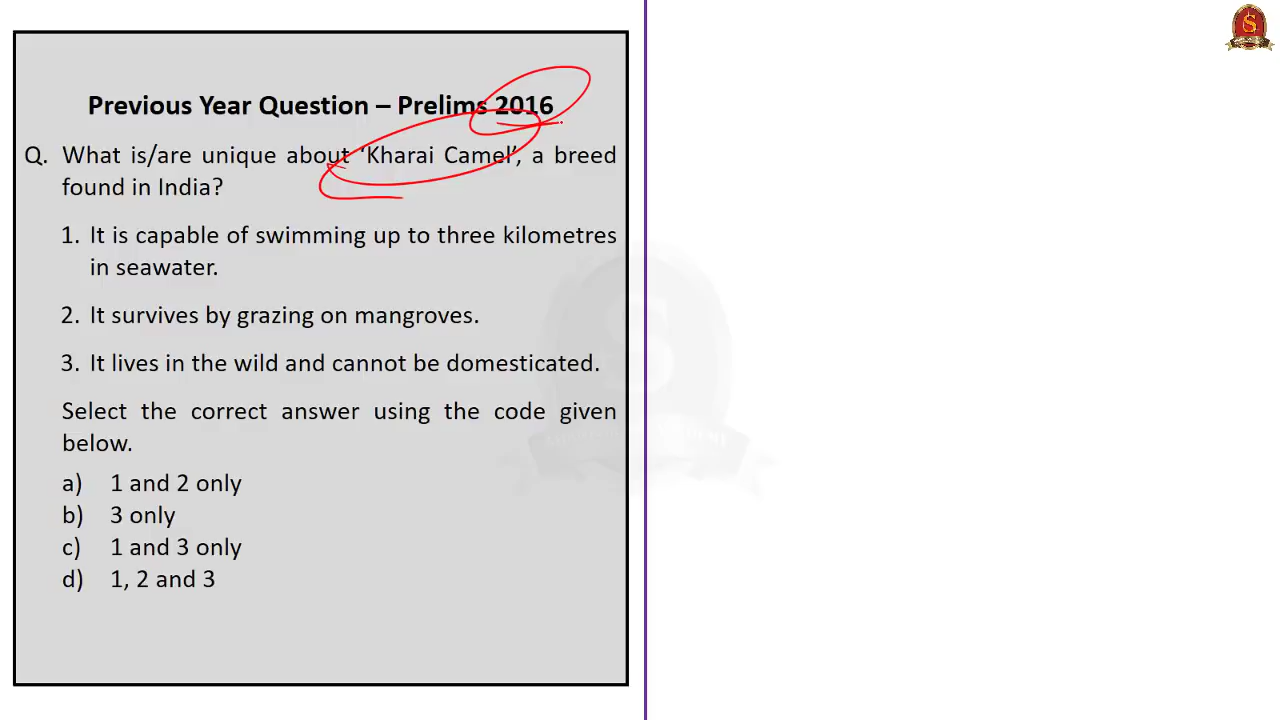 Previous Year Question – Prelims 2016
Q. What is/are unique about ‘Kharai Camel’, a breed
found in India?
1. It is capable of swimming up to three kilometres
in seawater.
2. It survives by grazing on mangroves.
3. It lives in the wild and cannot be domesticated.
Select the correct answer using the code given
below.
a) 1 and 2 only
b) 3 only
c) 1 and 3 only
d) 1, 2 and 3